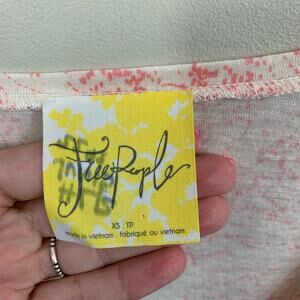 Free People
XS . TP
made in vietnam . fabriqué au vietnam